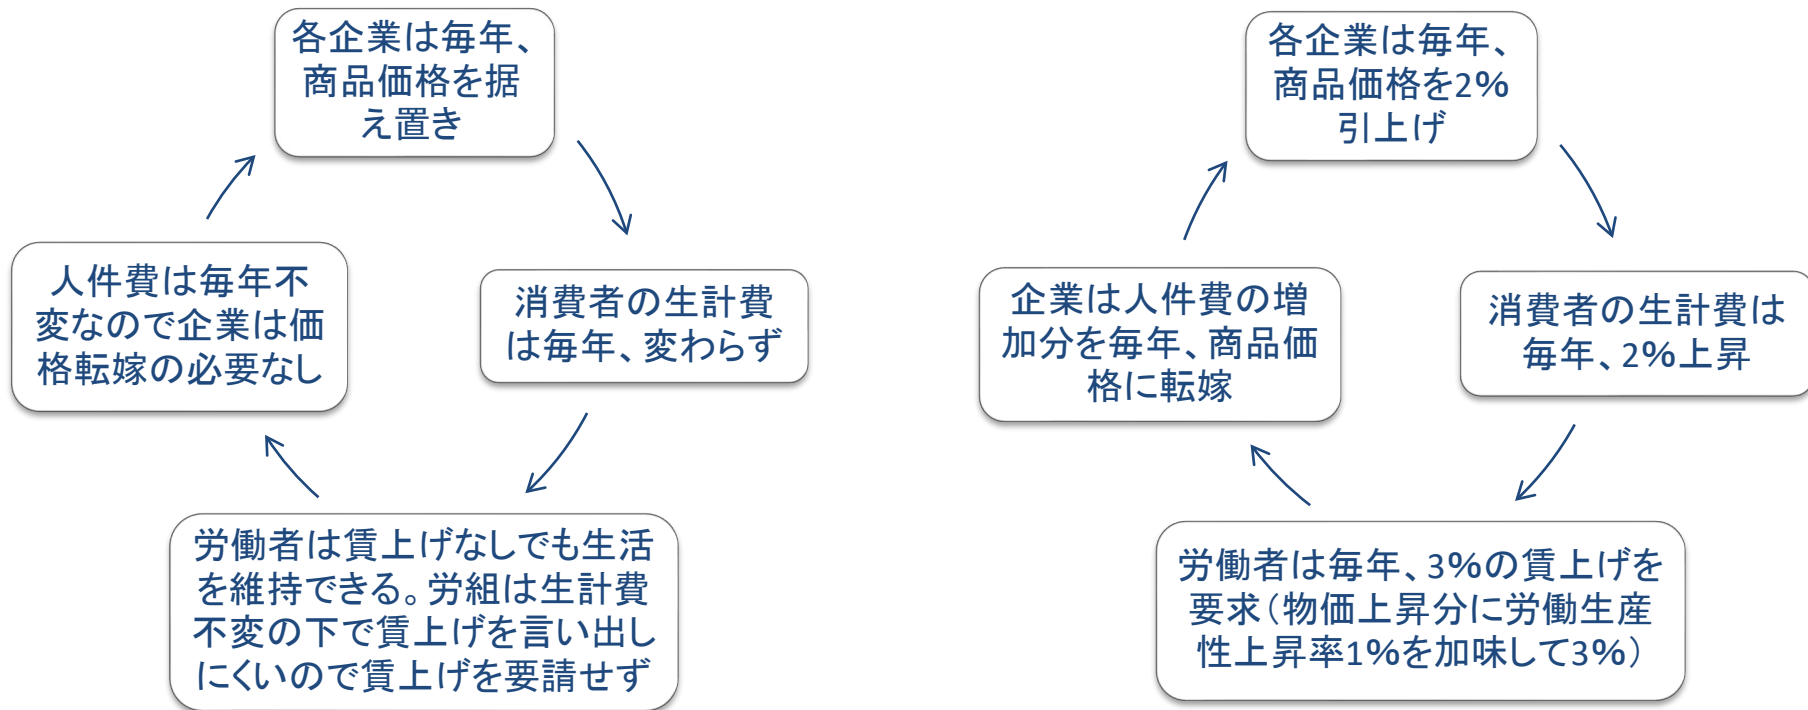 各企業は毎年、
商品価格を据
え置き
消費者の生計費
は毎年、変わらず
労働者は賃上げなしでも生活
を維持できる。労組は生計費
不変の下で賃上げを言い出し
にくいので賃上げを要請せず
人件費は毎年不
変なので企業は価
格転嫁の必要なし
各企業は毎年、
商品価格を2%
引上げ
消費者の生計費は
毎年、2%上昇
労働者は毎年、3%の賃上げを
要求（物価上昇分に労働生産
性上昇率1%を加味して3%）
企業は人件費の増
加分を毎年、商品価
格に転嫁